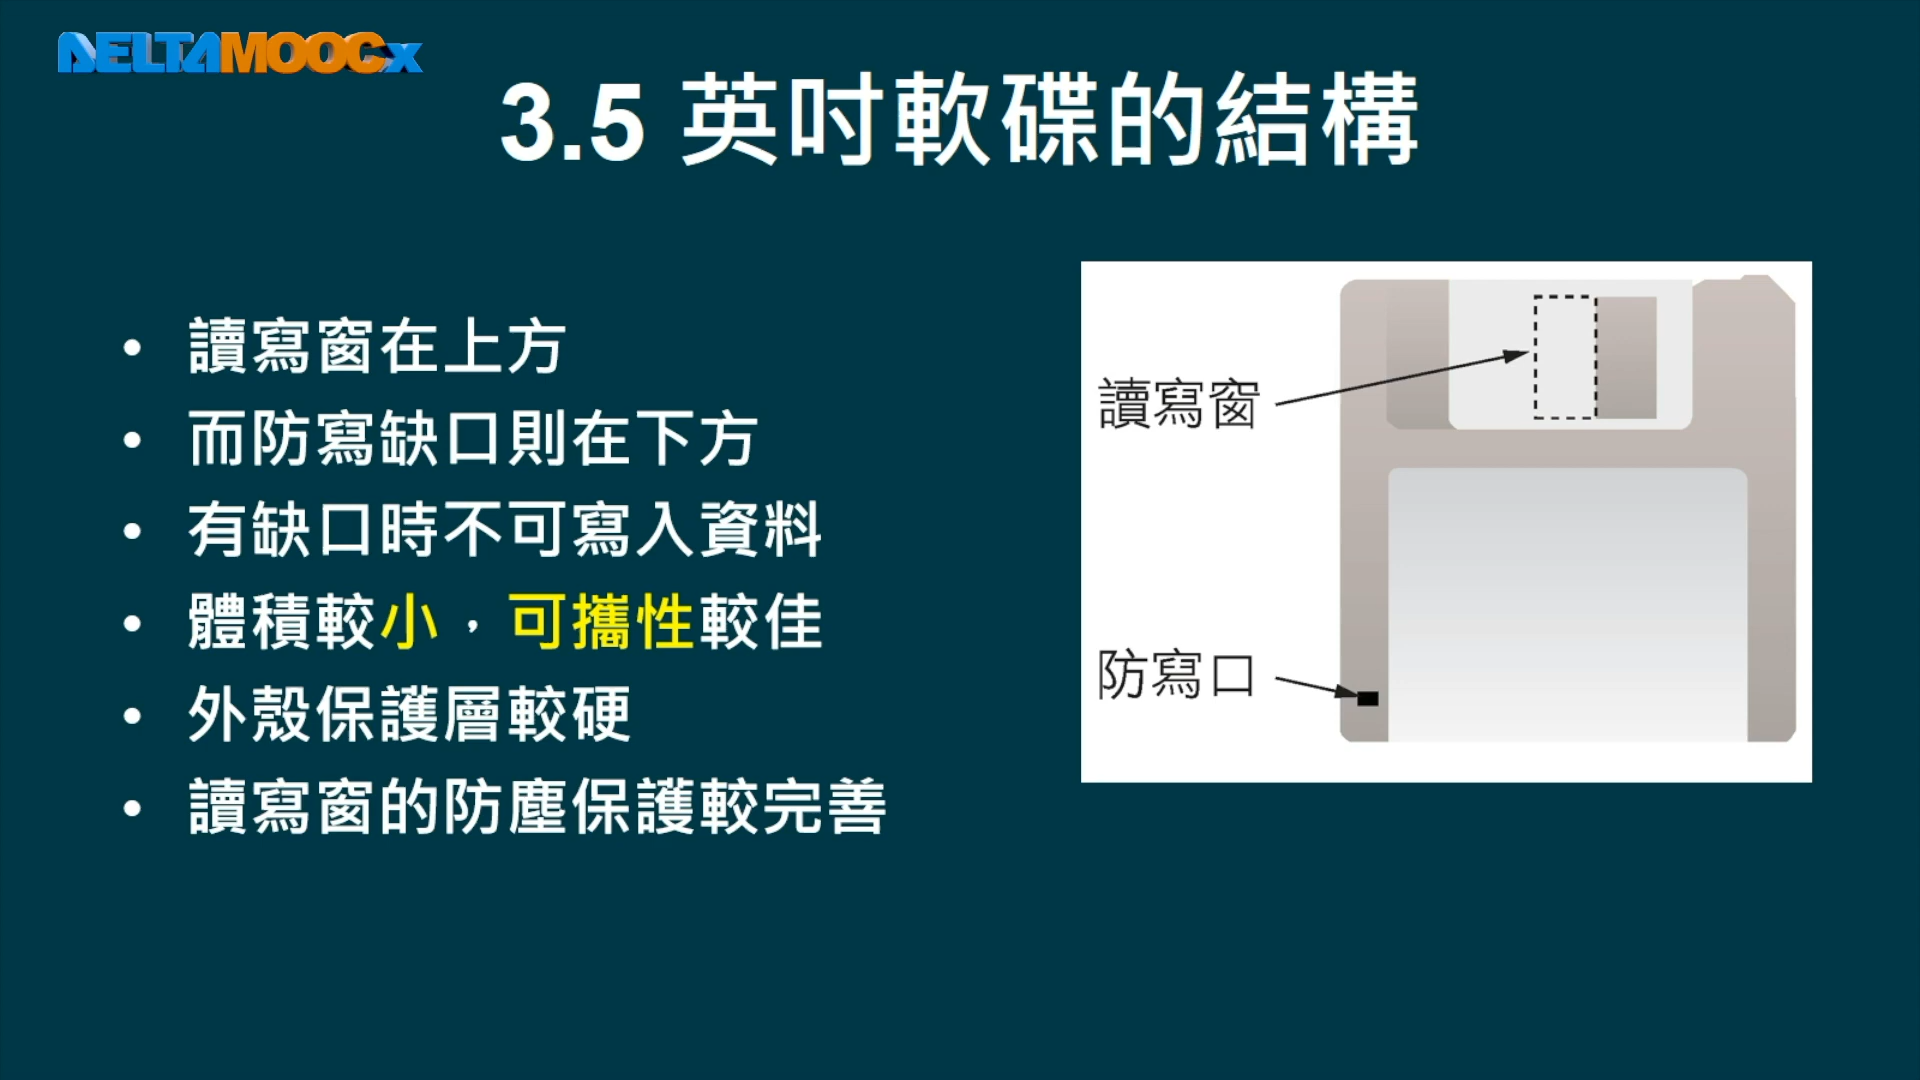 DELTAMOOCx
3.5 英吋軟碟的結構
• 讀寫窗在上方
• 而防寫缺口則在下方
• 有缺口時不可寫入資料
• 體積較小，可攜性較佳
• 外殼保護層較硬
• 讀寫窗的防塵保護較完善
讀寫窗
防寫口